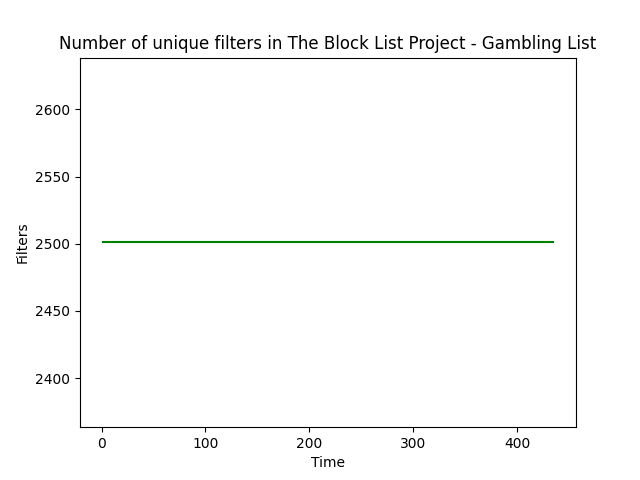 Number of unique filters in The Block List Project - Gambling List
2600
2550
2500
2450
2400
Filters
0 100 200 300 400
Time